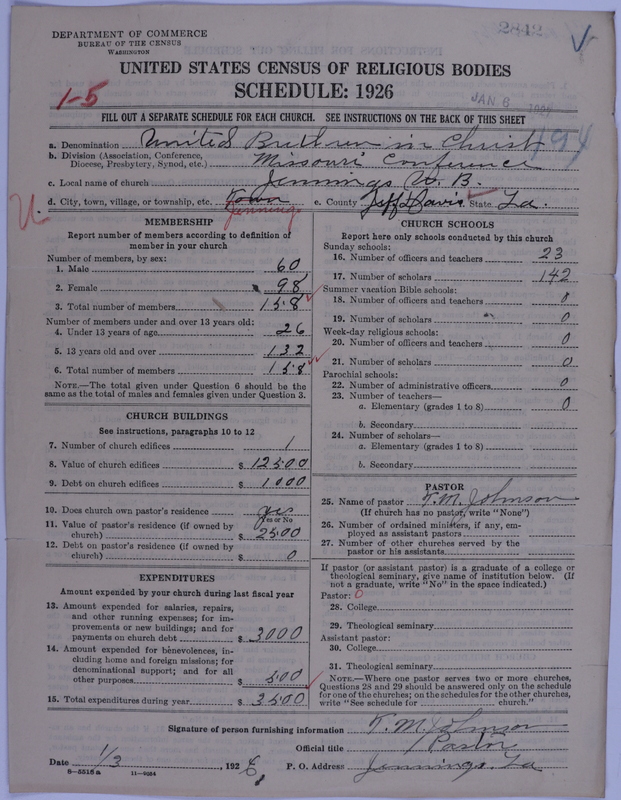 DEPARTMENT OF COMMERCE
BUREAU OF THE CENSUS
WASHINGTON
2842
UNITED STATES CENSUS OF RELIGIOUS BODIES
SCHEDULE: 1926
1-5
JAN 6
FILL OUT A SEPARATE SCHEDULE FOR EACH CHURCH. SEE INSTRUCTIONS ON THE BACK OF THIS SHEET
194
a. Denomination United Brethren in Christ
b. Division (Association, Conference, Diocese, Presbytery, Synod, etc.) Missouri Conference
c. Local name of church Jennings U. B.
d. City, town, village, or township, etc. Town Jennings e. County Jeff Davis State La.
MEMBERSHIP
Report number of members according to definition of
member in your church
Number of members, by sex:
1. Male 60
2. Female 98
3. Total number of members 158
Number of members under and over 13 years old:
4. Under 13 years of age 26
5. 13 years old and over 132
6. Total number of members 158
NOTE.—The total given under Question 6 should be the
same as the total of males and females given under Question 3.
CHURCH BUILDINGS
See instructions, paragraphs 10 to 12
7. Number of church edifices 1
8. Value of church edifices $ 12500
9. Debt on church edifices $ 1000
10. Does church own pastor's residence yes
Yes or No
11. Value of pastor's residence (if owned by
church) $ 2500
12. Debt on pastor's residence (if owned by
church) $ 0
EXPENDITURES
Amount expended by your church during last fiscal year
13. Amount expended for salaries, repairs,
and other running expenses; for im-
provements or new buildings; and for
payments on church debt $ 3000
14. Amount expended for benevolences, in-
cluding home and foreign missions; for
denominational support; and for all
other purposes $ 500
15. Total expenditures during year $ 3500
CHURCH SCHOOLS
Report here only schools conducted by this church
Sunday schools:
16. Number of officers and teachers 23
17. Number of scholars 142
Summer vacation Bible schools:
18. Number of officers and teachers 0
19. Number of scholars 0
Week-day religious schools:
20. Number of officers and teachers 0
21. Number of scholars 0
Parochial schools:
22. Number of administrative officers 0
23. Number of teachers—
a. Elementary (grades 1 to 8) 0
b. Secondary
24. Number of scholars—
a. Elementary (grades 1 to 8)
b. Secondary
PASTOR
25. Name of pastor T. M. Johnson
(If church has no pastor, write "None")
26. Number of ordained ministers, if any, em-
ployed as assistant pastors
27. Number of other churches served by the
pastor or his assistants
If pastor (or assistant pastor) is a graduate of a college or
theological seminary, give name of institution below. (If
not a graduate, write "No" in the space indicated.)
Pastor: 0
28. College
29. Theological seminary
Assistant pastor:
30. College
31. Theological seminary
NOTE.—Where one pastor serves two or more churches,
Questions 28 and 29 should be answered only on the schedule
for one of the churches; on the schedules for the other churches,
write "See schedule for church."
Signature of person furnishing information T. M. Johnson
Official title Pastor
Date 1/3, 1926 P. O. Address Jennings, La
8-5516a 11-9084